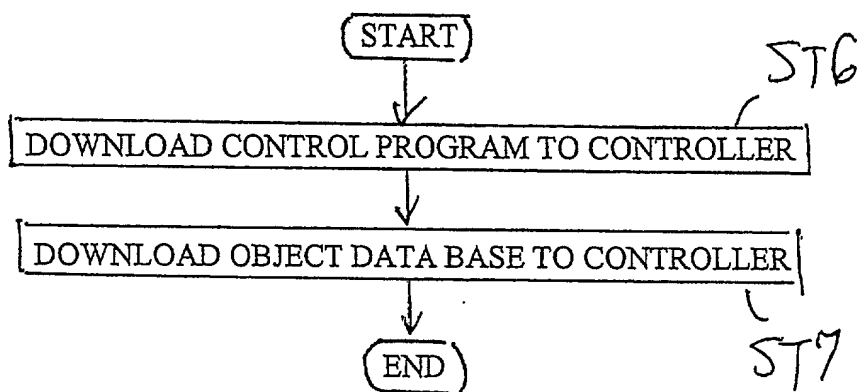 START
ST6
DOWNLOAD CONTROL PROGRAM TO CONTROLLER
DOWNLOAD OBJECT DATA BASE TO CONTROLLER
ST7
END